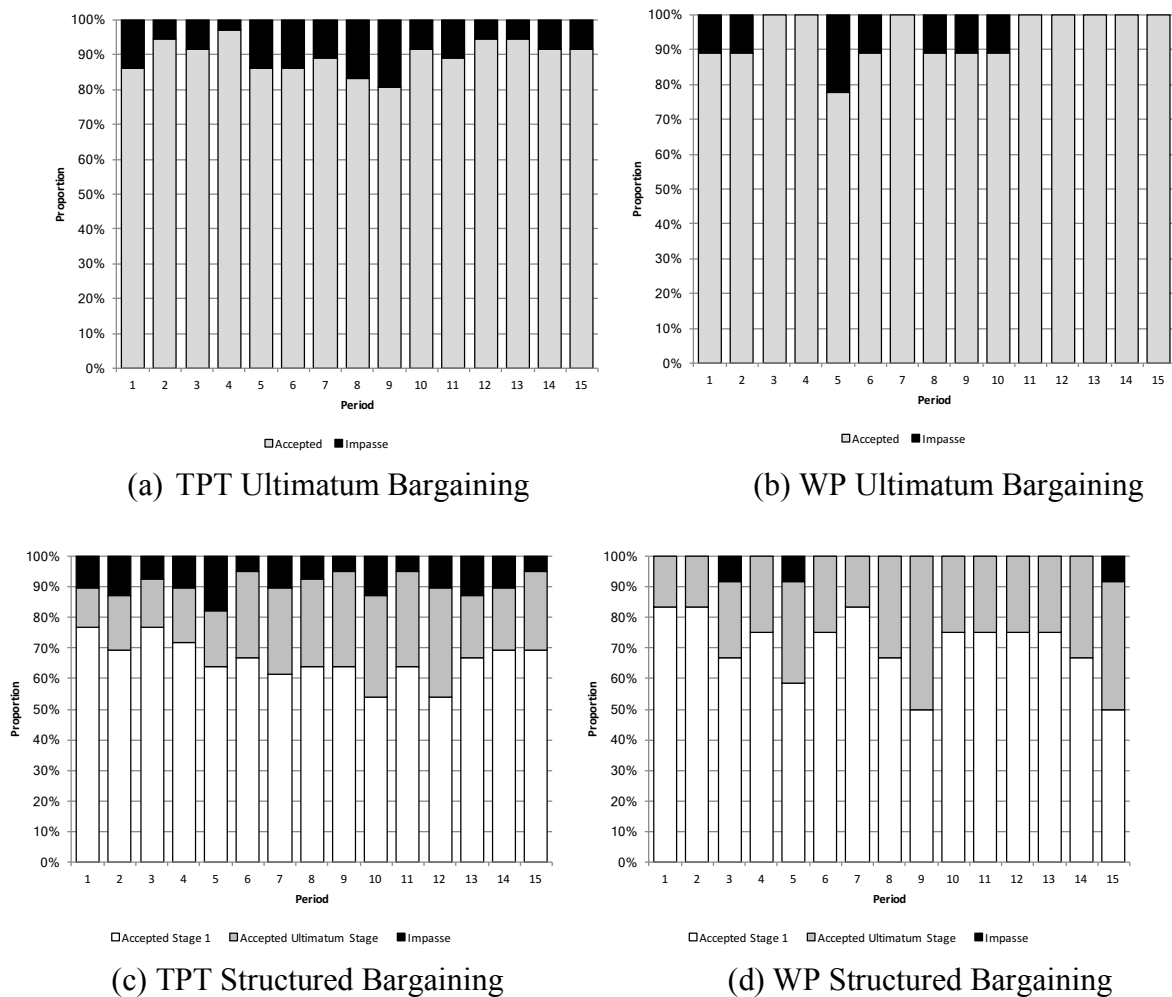 100%
90%
80%
70%
60%
50%
40%
30%
20%
10%
0%
Proportion
1 2 3 4 5 6 7 8 9 10 11 12 13 14 15
Period
Accepted Impasse
(a) TPT Ultimatum Bargaining
100%
90%
80%
70%
60%
50%
40%
30%
20%
10%
0%
Proportion
1 2 3 4 5 6 7 8 9 10 11 12 13 14 15
Period
Accepted Impasse
(b) WP Ultimatum Bargaining
100%
90%
80%
70%
60%
50%
40%
30%
20%
10%
0%
Proportion
1 2 3 4 5 6 7 8 9 10 11 12 13 14 15
Period
Accepted Stage 1 Accepted Ultimatum Stage Impasse
(c) TPT Structured Bargaining
100%
90%
80%
70%
60%
50%
40%
30%
20%
10%
0%
Proportion
1 2 3 4 5 6 7 8 9 10 11 12 13 14 15
Period
Accepted Stage 1 Accepted Ultimatum Stage Impasse
(d) WP Structured Bargaining